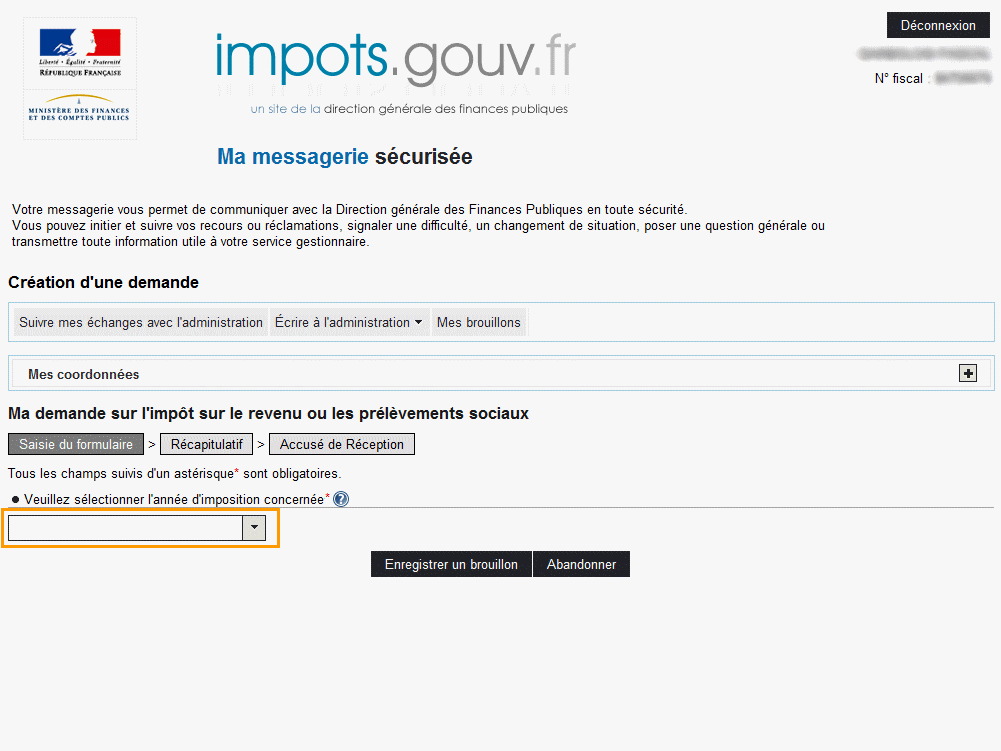 Déconnexion
N° fiscal :
Liberté • Égalité • Fraternité
RÉPUBLIQUE FRANÇAISE
MINISTÈRE DES FINANCES
ET DES COMPTES PUBLICS
impots.gouv.fr
un site de la direction générale des finances publiques
Ma messagerie sécurisée
Votre messagerie vous permet de communiquer avec la Direction générale des Finances Publiques en toute sécurité.
Vous pouvez initier et suivre vos recours ou réclamations, signaler une difficulté, un changement de situation, poser une question générale ou
transmettre toute information utile à votre service gestionnaire.
Création d'une demande
Suivre mes échanges avec l'administration Écrire à l'administration Mes brouillons
Mes coordonnées
Ma demande sur l'impôt sur le revenu ou les prélèvements sociaux
Saisie du formulaire > Récapitulatif > Accusé de Réception
Tous les champs suivis d'un astérisque* sont obligatoires.
● Veuillez sélectionner l'année d'imposition concernée* ?
Enregistrer un brouillon Abandonner